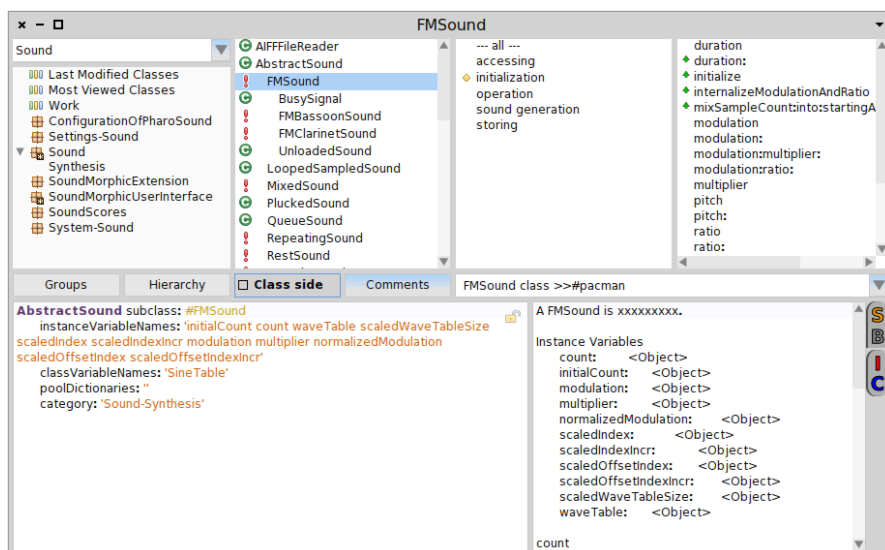 FMSound
Sound
Last Modified Classes
Most Viewed Classes
Work
ConfigurationOfPharoSound
Settings-Sound
Sound
Synthesis
SoundMorphicExtension
SoundMorphicUserInterface
SoundScores
System-Sound
AIFFFileReader
AbstractSound
FMSound
BusySignal
FMBassoonSound
FMClarinetSound
UnloadedSound
LoopedSampledSound
MixedSound
PluckedSound
QueueSound
RepeatingSound
RestSound
--- all ---
accessing
initialization
operation
sound generation
storing
duration
duration:
initialize
internalizeModulationAndRatio
mixSampleCount:into:startingA
modulation
modulation:
modulation:multiplier:
modulation:ratio:
multiplier
pitch
pitch:
ratio
ratio:
Groups
Hierarchy
Class side
Comments
FMSound class >>#pacman
AbstractSound subclass: #FMSound
instanceVariableNames: 'initialCount count waveTable scaledWaveTableSize
scaledIndex scaledIndexIncr modulation multiplier normalizedModulation
scaledOffsetIndex scaledOffsetIndexIncr'
classVariableNames: 'SineTable'
poolDictionaries: ''
category: 'Sound-Synthesis'
A FMSound is xxxxxxxxx.
Instance Variables
count: <Object>
initialCount: <Object>
modulation: <Object>
multiplier: <Object>
normalizedModulation: <Object>
scaledIndex: <Object>
scaledIndexIncr: <Object>
scaledOffsetIndex: <Object>
scaledOffsetIndexIncr: <Object>
scaledWaveTableSize: <Object>
waveTable: <Object>
count
S
B
I
C